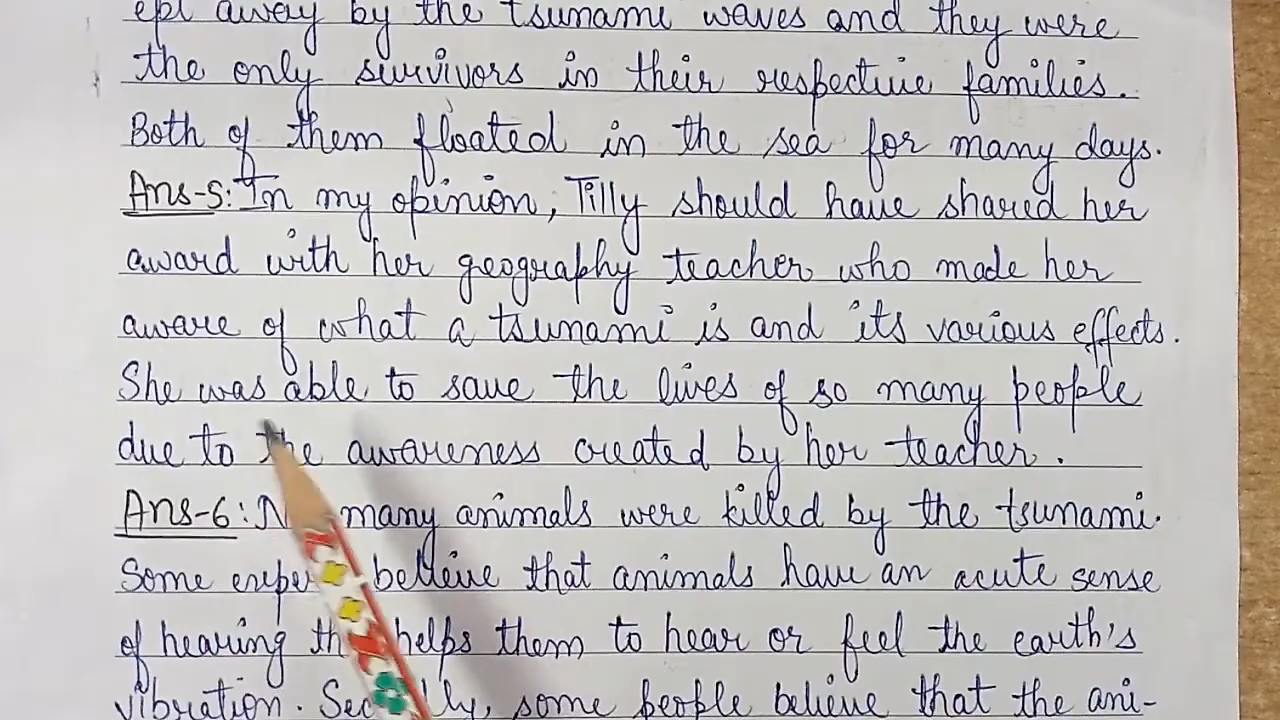 ept away by the tsunami waves and they were
the only survivors in their respective families.
Both of them floated in the sea for many days.
Ans-5: In my opinion, Tilly should have shared her
award with her geography teacher who made her
aware of what a tsunami is and its various effects.
She was able to save the lives of so many people
due to the awareness created by her teacher.
Ans-6: many animals were killed by the tsunami.
Some believe that animals have an acute sense
of hearing helps them to hear or feel the earth's
vibration. some people believe that the ani-